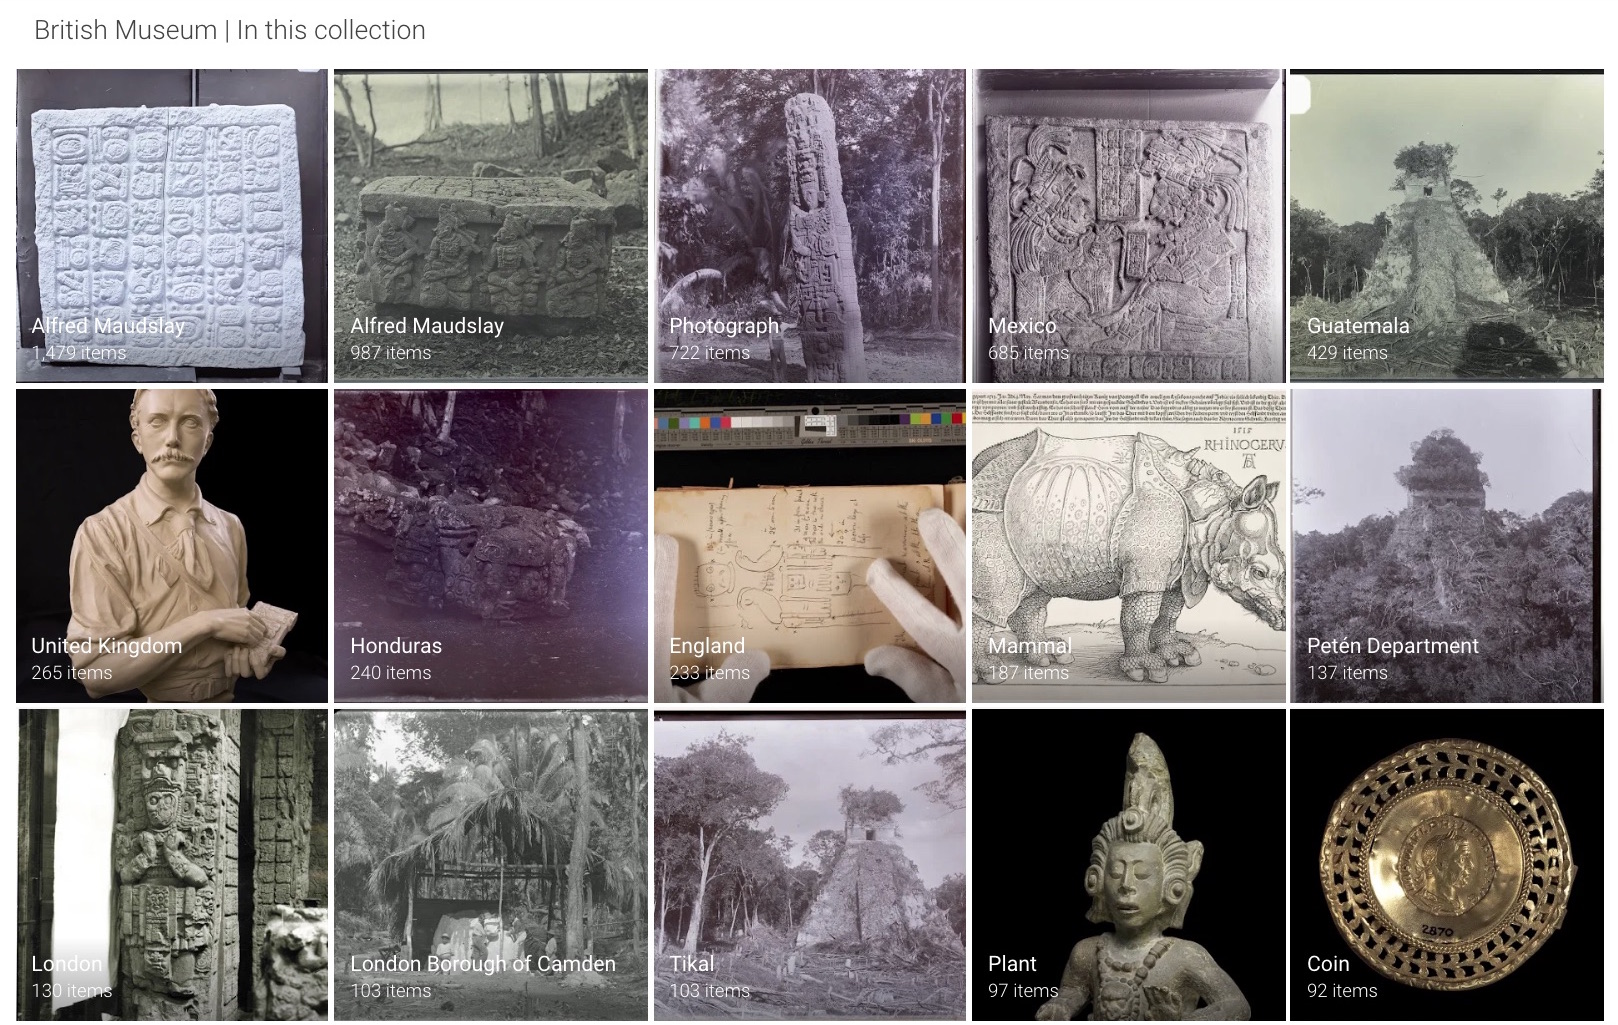 British Museum | In this collection
Alfred Maudslay
1,479 items
Alfred Maudslay
987 items
Photograph
722 items
Mexico
685 items
Guatemala
429 items
United Kingdom
265 items
Honduras
240 items
England
233 items
1515
RHINOCERVS
Mammal
187 items
Petén Department
137 items
London
130 items
London Borough of Camden
103 items
Tikal
103 items
Plant
97 items
2870
Coin
92 items